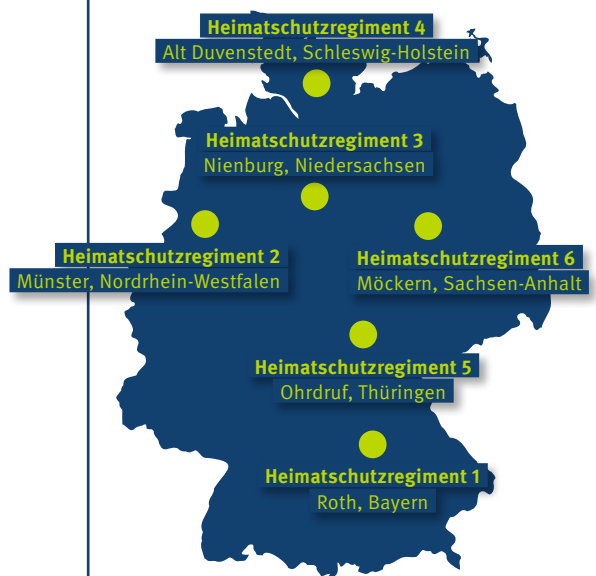 Heimatschutzregiment 4
Alt Duvenstedt, Schleswig-Holstein
Heimatschutzregiment 3
Nienburg, Niedersachsen
Heimatschutzregiment 2
Münster, Nordrhein-Westfalen
Heimatschutzregiment 6
Möckern, Sachsen-Anhalt
Heimatschutzregiment 5
Ohrdruf, Thüringen
Heimatschutzregiment 1
Roth, Bayern